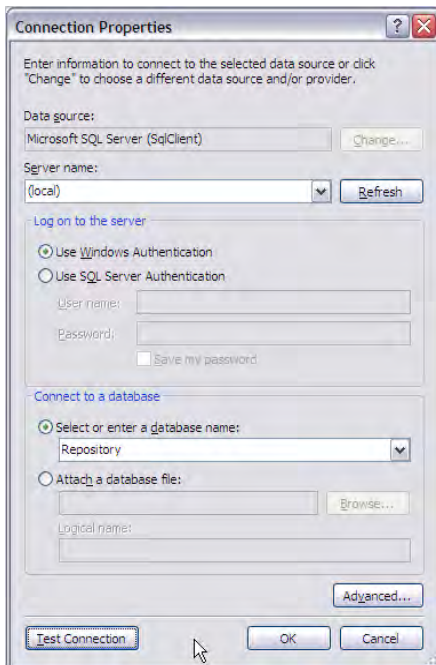 Connection Properties
?
X
Enter information to connect to the selected data source or click
"Change" to choose a different data source and/or provider.
Data source:
Microsoft SQL Server (SqlClient)
Change...
Server name:
(local)
Refresh
Log on to the server
Use Windows Authentication
Use SQL Server Authentication
User name:
Password:
Save my password
Connect to a database
Select or enter a database name:
Repository
Attach a database file:
Browse...
Logical name:
Advanced...
Test Connection
OK
Cancel